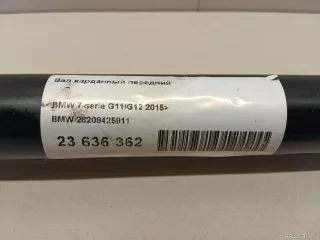 Вал карданный передний
BMW 7-serie G11/G12 2015>
BMW 26209425911
23 636 362